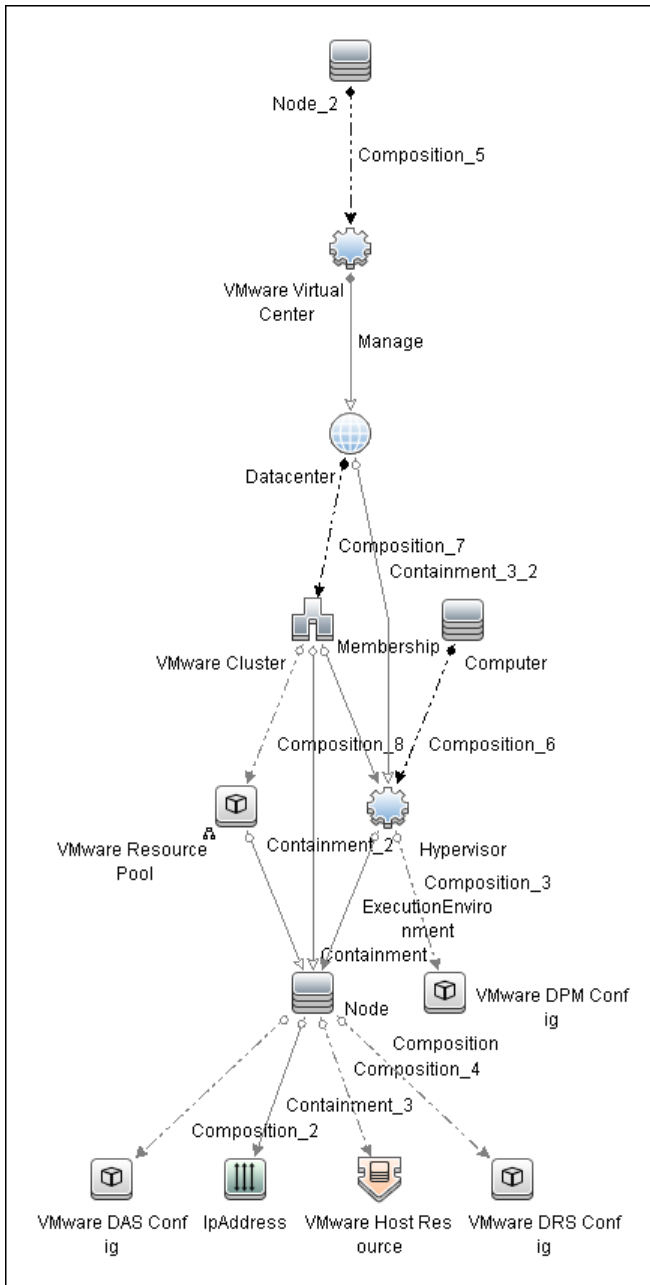 Node_2
Composition_5
VMware Virtual
Center
Manage
Datacenter
Composition_7
Containment_3_2
Membership
VMware Cluster
Computer
Composition_8
Composition_6
VMware Resource
Pool
Containment_2
Hypervisor
Composition_3
ExecutionEnviro
nment
Containment
Node
VMware DPM Conf
ig
Composition
Composition_4
Containment_3
Composition_2
VMware DAS Conf
ig
IpAddress
VMware Host Res
ource
VMware DRS Conf
ig